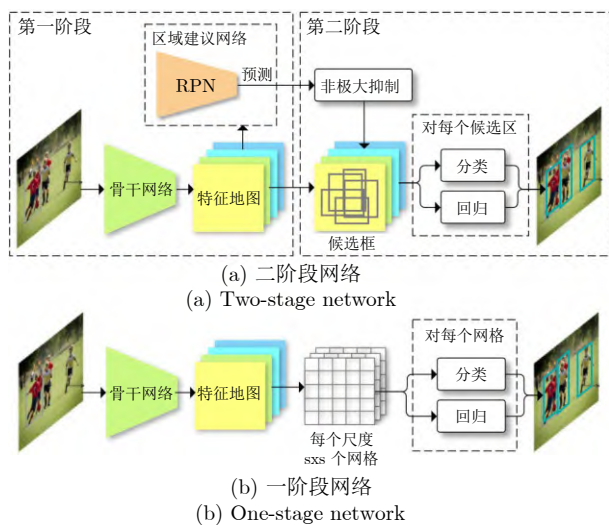 第一阶段
区域建议网络
RPN
预测
骨干网络
特征地图
第二阶段
非极大抑制
候选框
对每个候选区
分类
回归
(a) 二阶段网络
(a) Two-stage network
骨干网络
特征地图
每个尺度
sxs 个网格
对每个网格
分类
回归
(b) 一阶段网络
(b) One-stage network